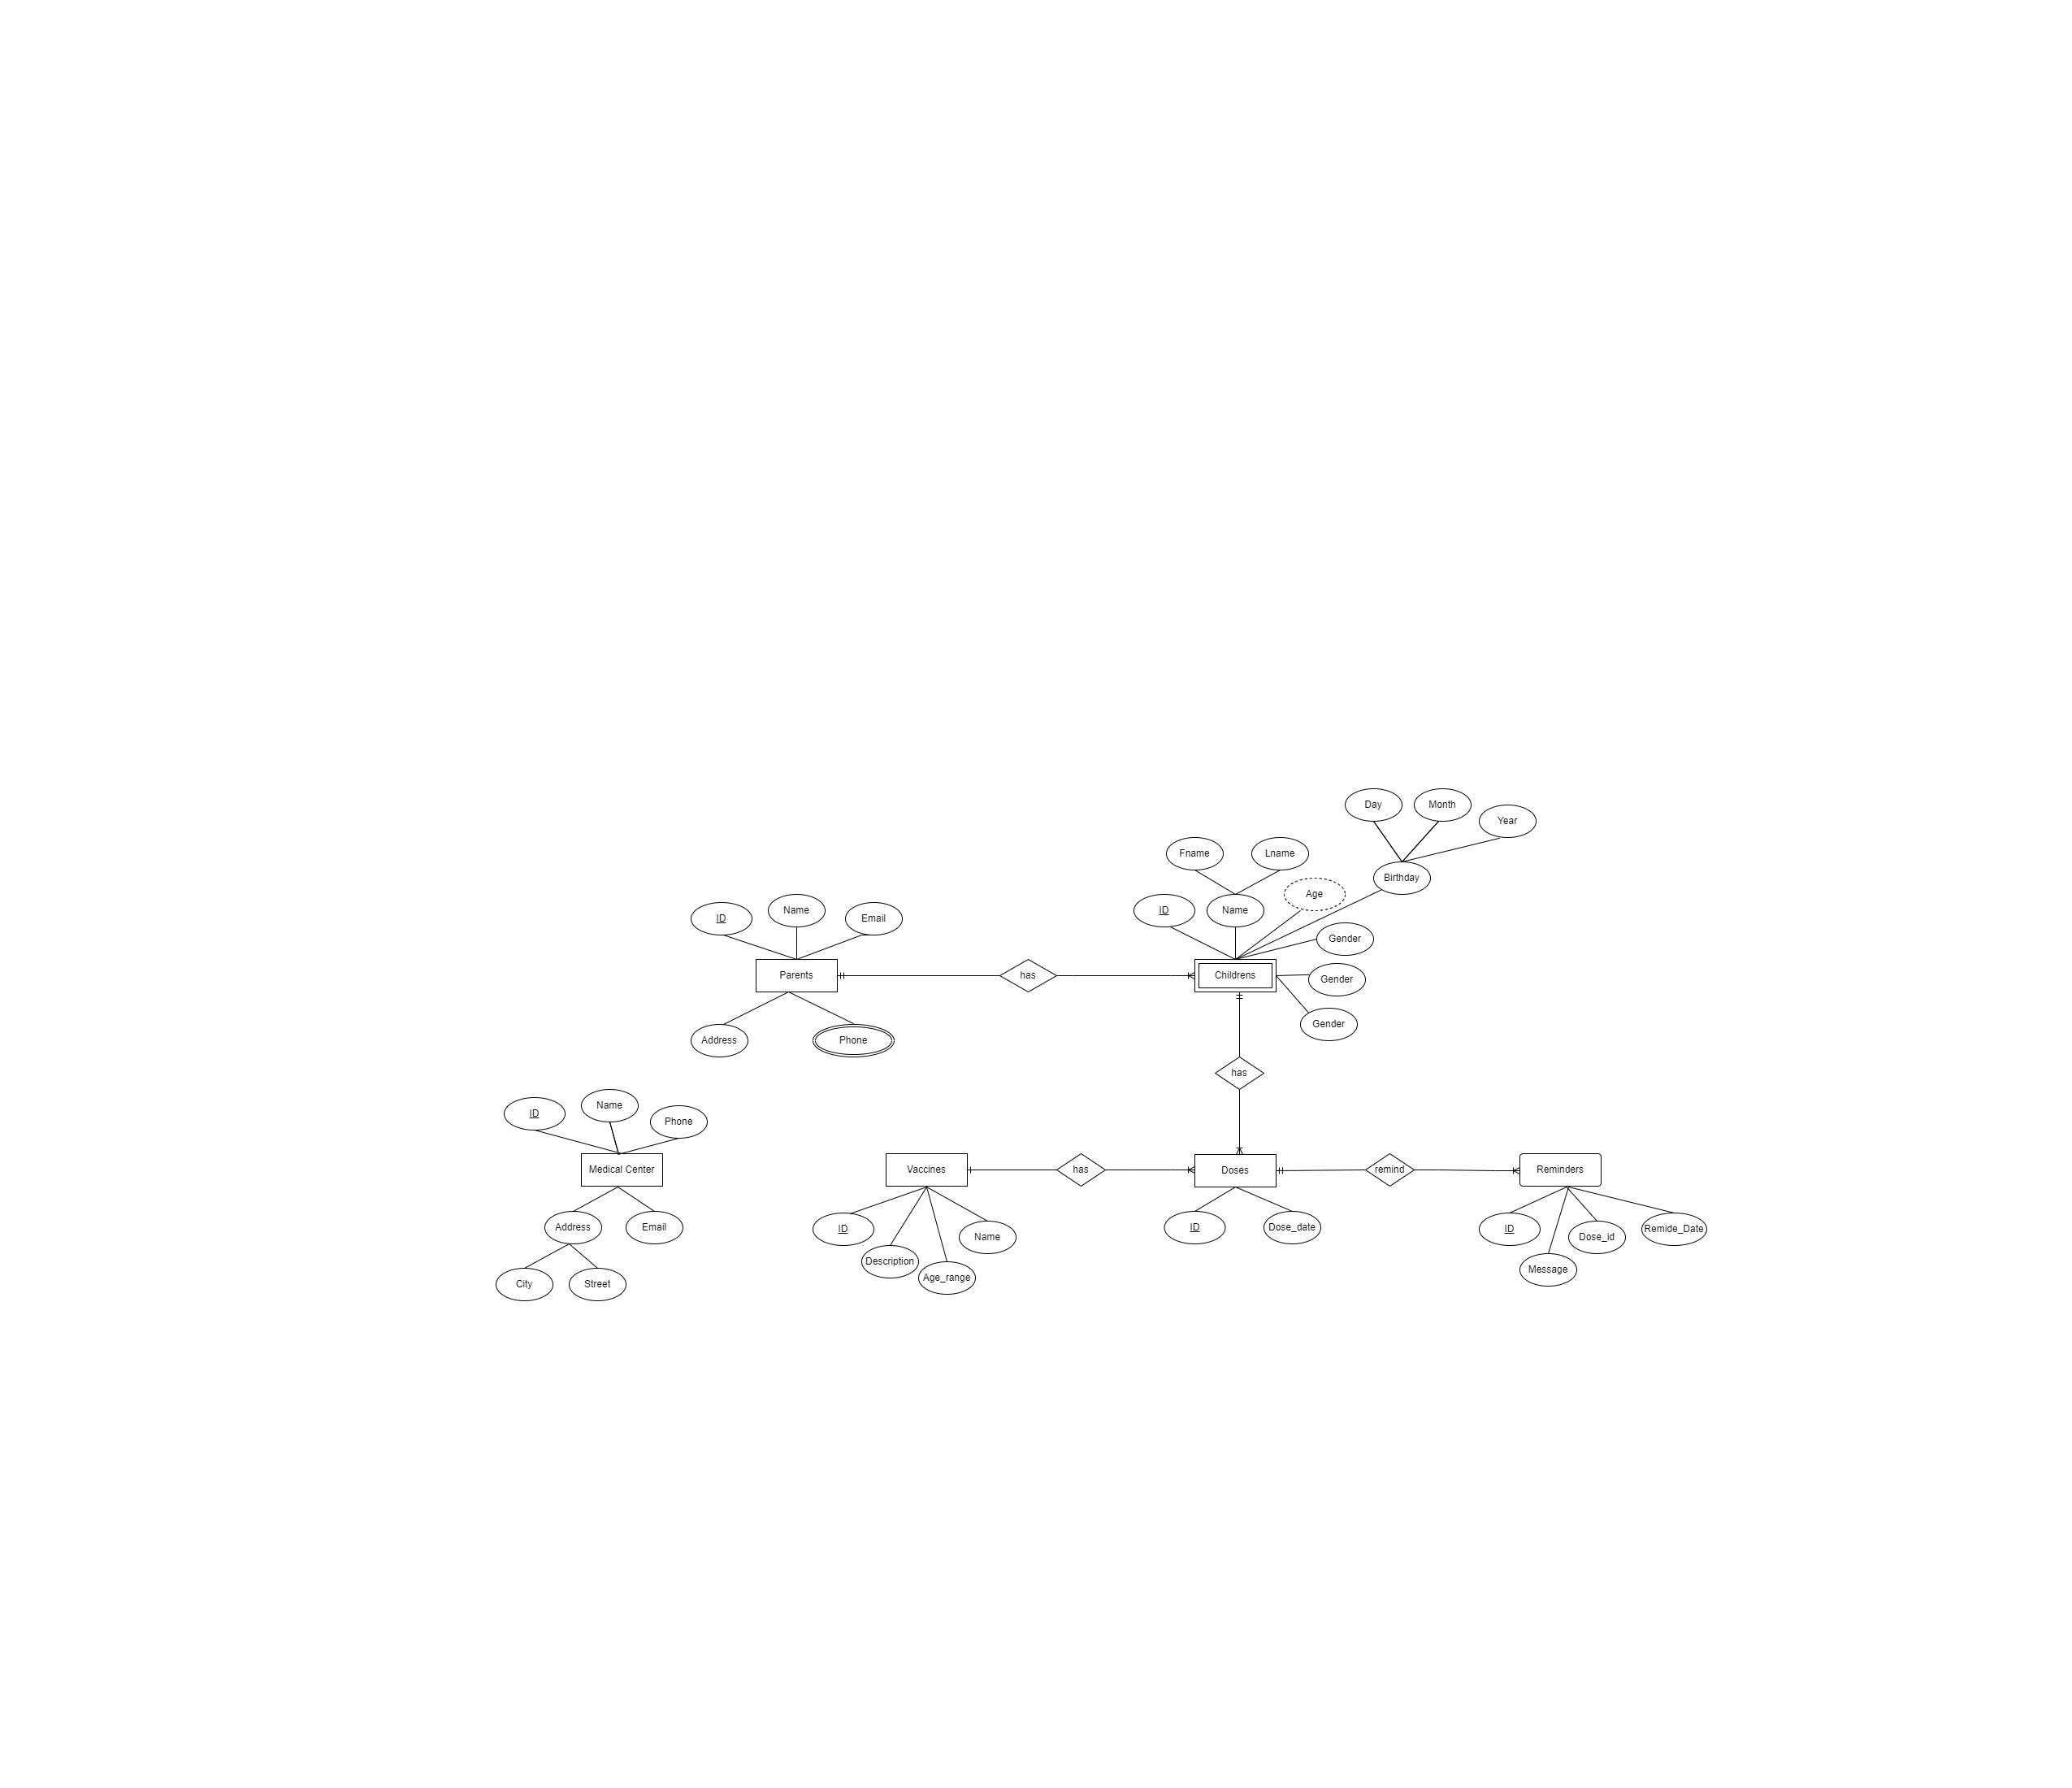 Day
Month
Year
Fname
Lname
Birthday
Age
ID
Name
ID
Name
Email
Gender
Parents
has
Childrens
Gender
Gender
Address
Phone
has
ID
Name
Phone
Medical Center
Vaccines
has
Doses
remind
Reminders
Address
Email
ID
Name
ID
Dose_date
ID
Dose_id
Remide_Date
Description
Age_range
Message
City
Street